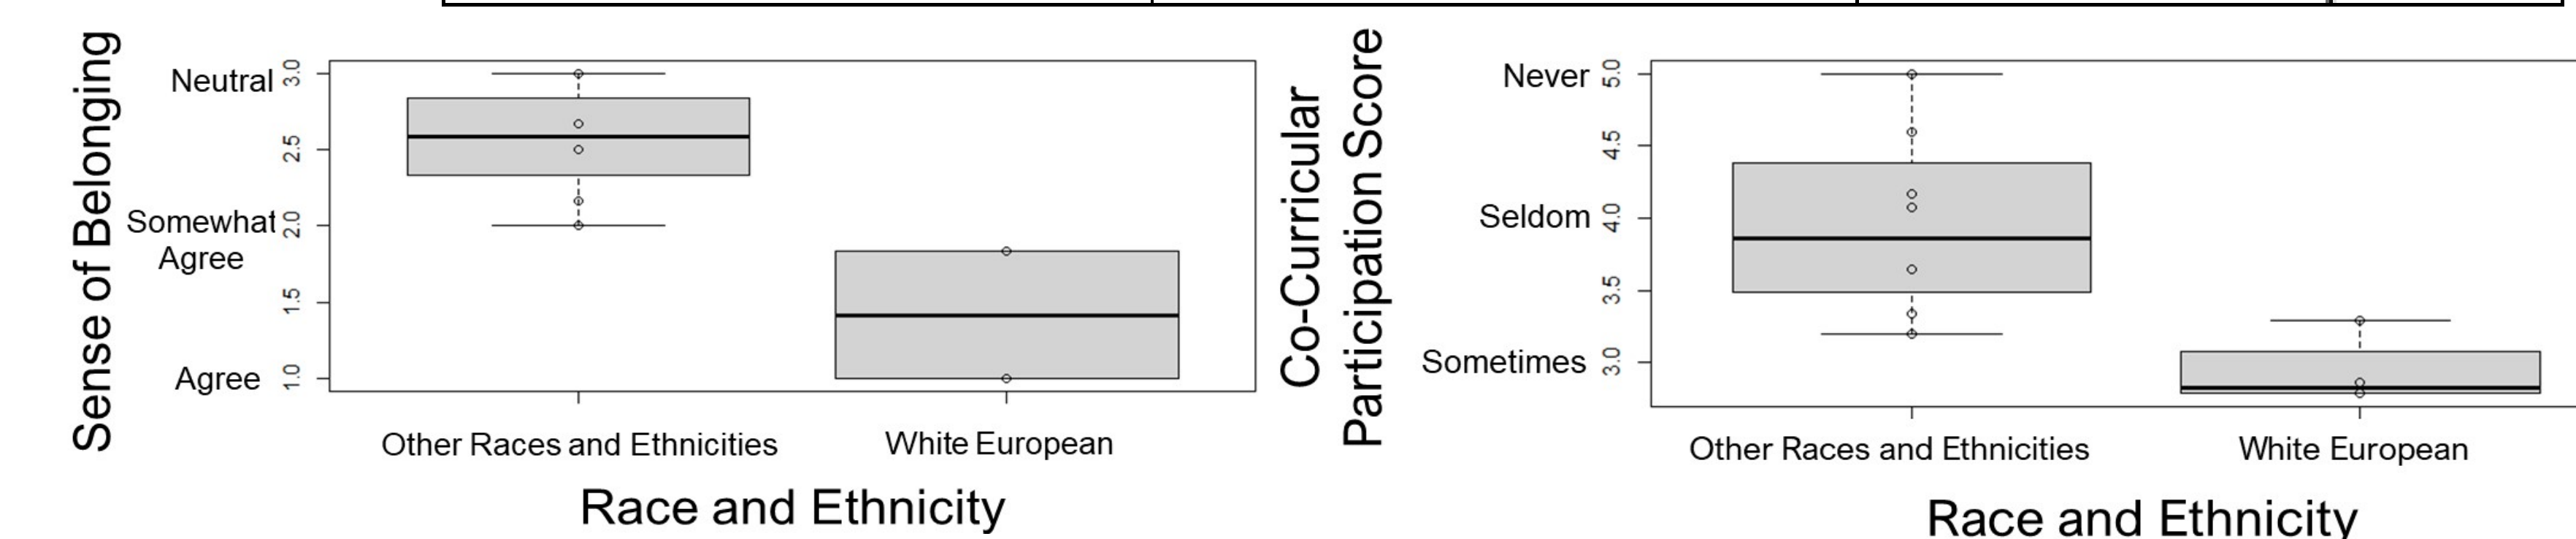 Sense of Belonging
Neutral
Somewhat
Agree
Agree
3.0
2.5
2.0
1.5
1.0
Other Races and Ethnicities
White European
Race and Ethnicity
Co-Curricular
Participation Score
Never
Seldom
Sometimes
5.0
4.5
4.0
3.5
3.0
Other Races and Ethnicities
White European
Race and Ethnicity